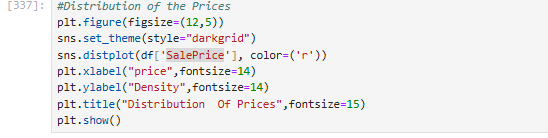 [337]: #Distribution of the Prices
plt.figure(figsize=(12,5))
sns.set_theme(style="darkgrid")
sns.distplot(df['SalePrice'], color=('r'))
plt.xlabel("price",fontsize=14)
plt.ylabel("Density",fontsize=14)
plt.title("Distribution  Of Prices",fontsize=15)
plt.show()